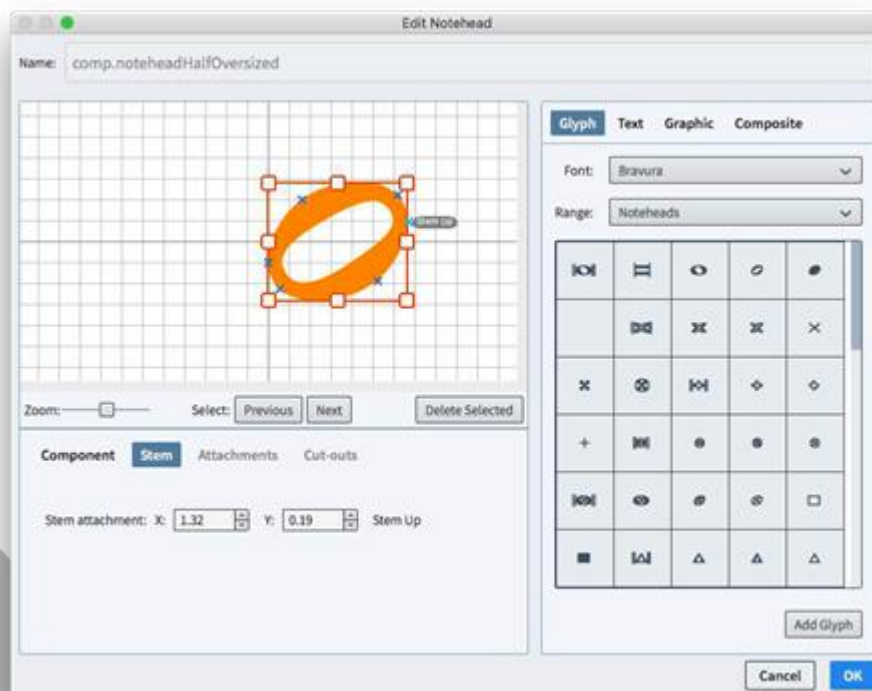 Edit Notehead
Name: comp.noteheadHalfOversized
Glyph Text Graphic Composite
Font: Bravura
Range: Noteheads
Stem Up
Zoom: Select: Previous Next Delete Selected
Component Stem Attachments Cut-outs
Stem attachment: X: 1.32 Y: 0.19 Stem Up
Add Glyph
Cancel OK